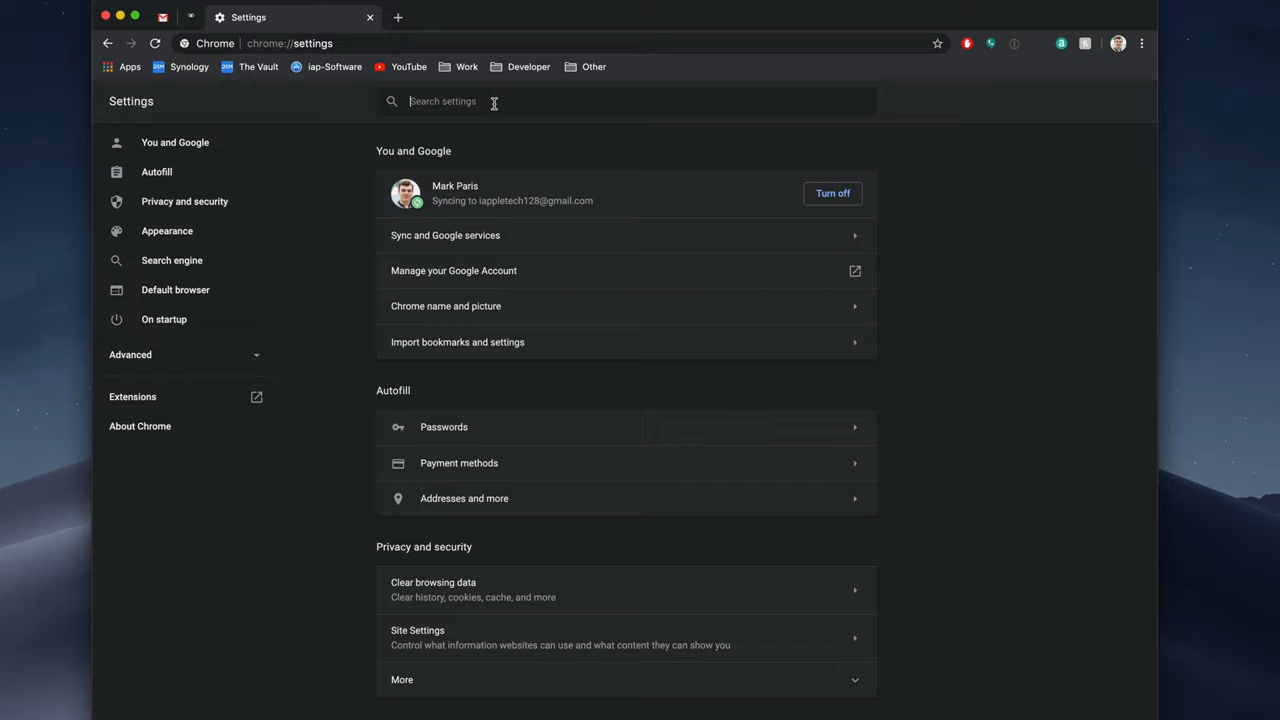 Settings
Chrome chrome://settings
Apps Synology The Vault iap-Software YouTube Work Developer Other
Settings
Search settings
You and Google
Autofill
Privacy and security
Appearance
Search engine
Default browser
On startup
Advanced
Extensions
About Chrome
You and Google
Mark Paris
Syncing to iappletech128@gmail.com
Turn off
Sync and Google services
Manage your Google Account
Chrome name and picture
Import bookmarks and settings
Autofill
Passwords
Payment methods
Addresses and more
Privacy and security
Clear browsing data
Clear history, cookies, cache, and more
Site Settings
Control what information websites can use and what content they can show you
More